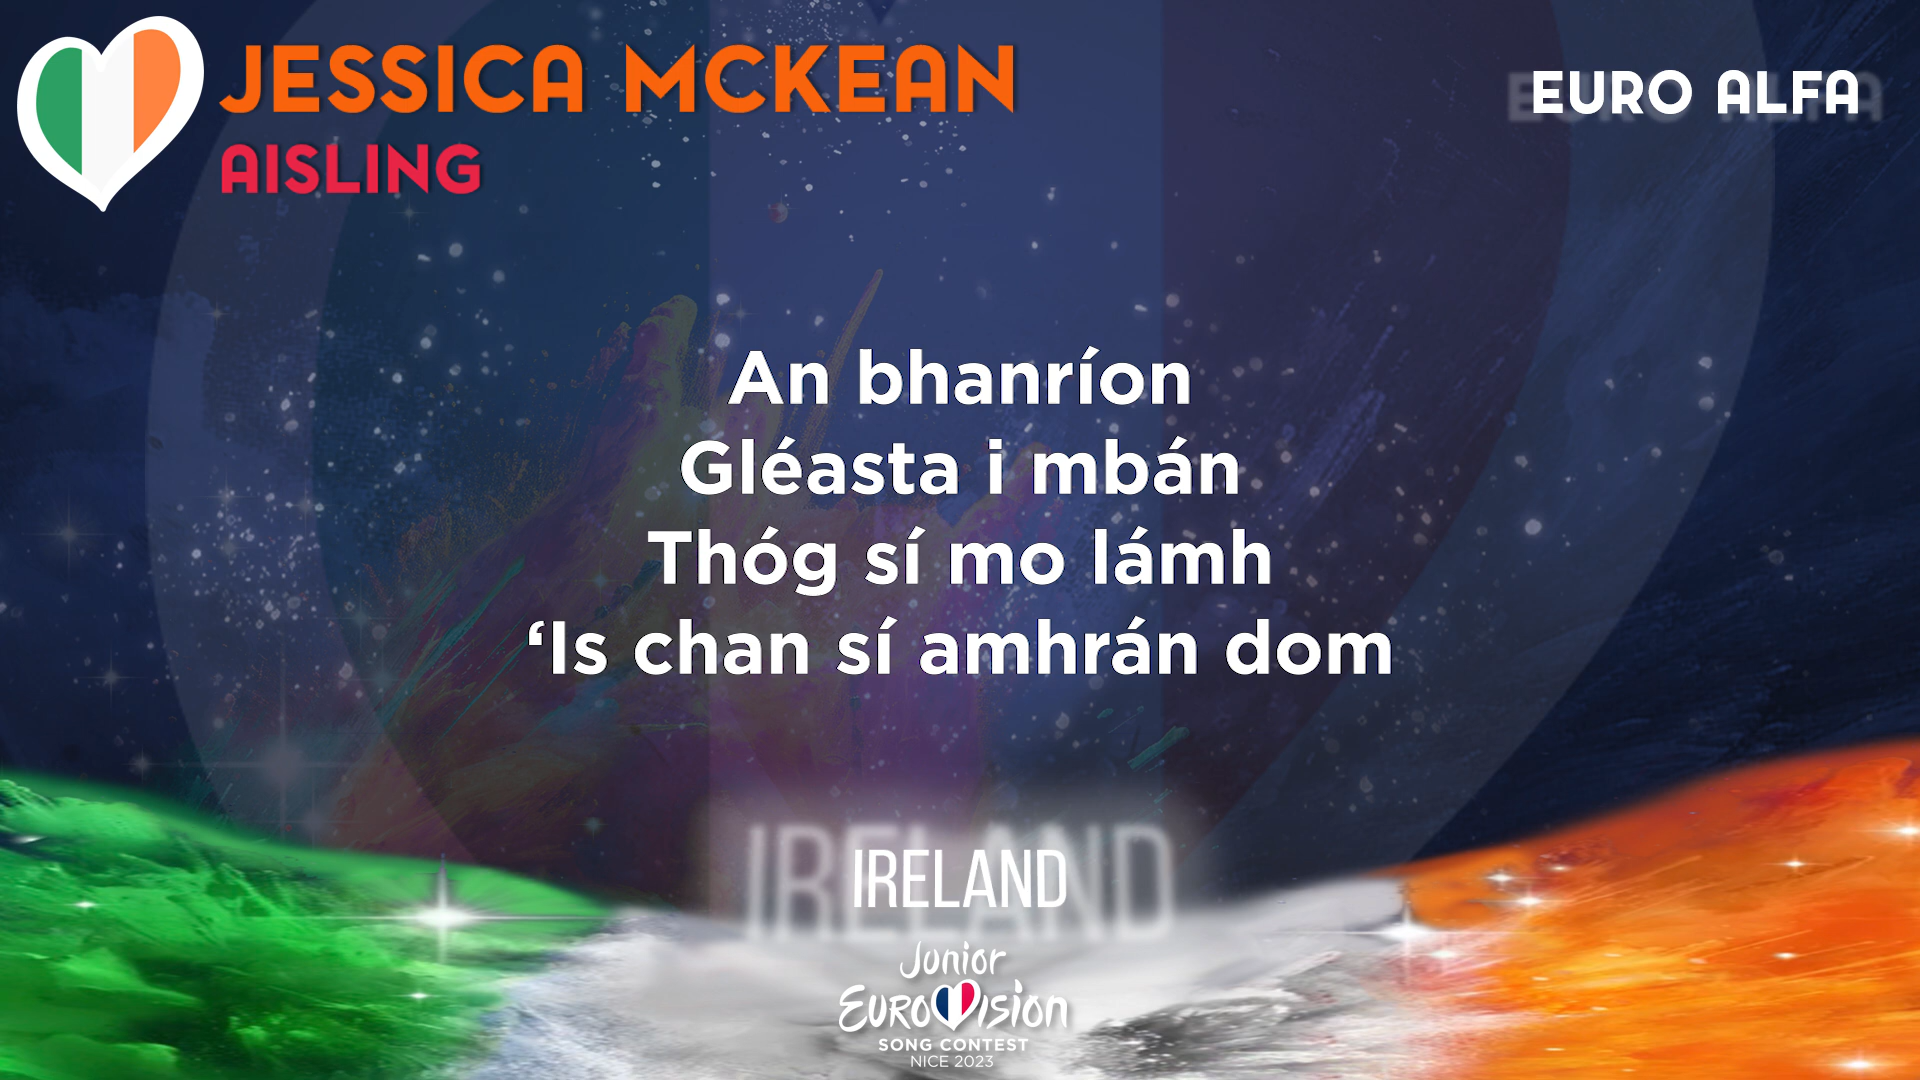 JESSICA MCKEAN
AISLING
EURO ALFA
An bhanríon
Gléasta i mbán
Thóg sí mo lámh
‘Is chan sí amhrán dom
IRELAND
Junior
EUROVISION
SONG CONTEST
NICE 2023